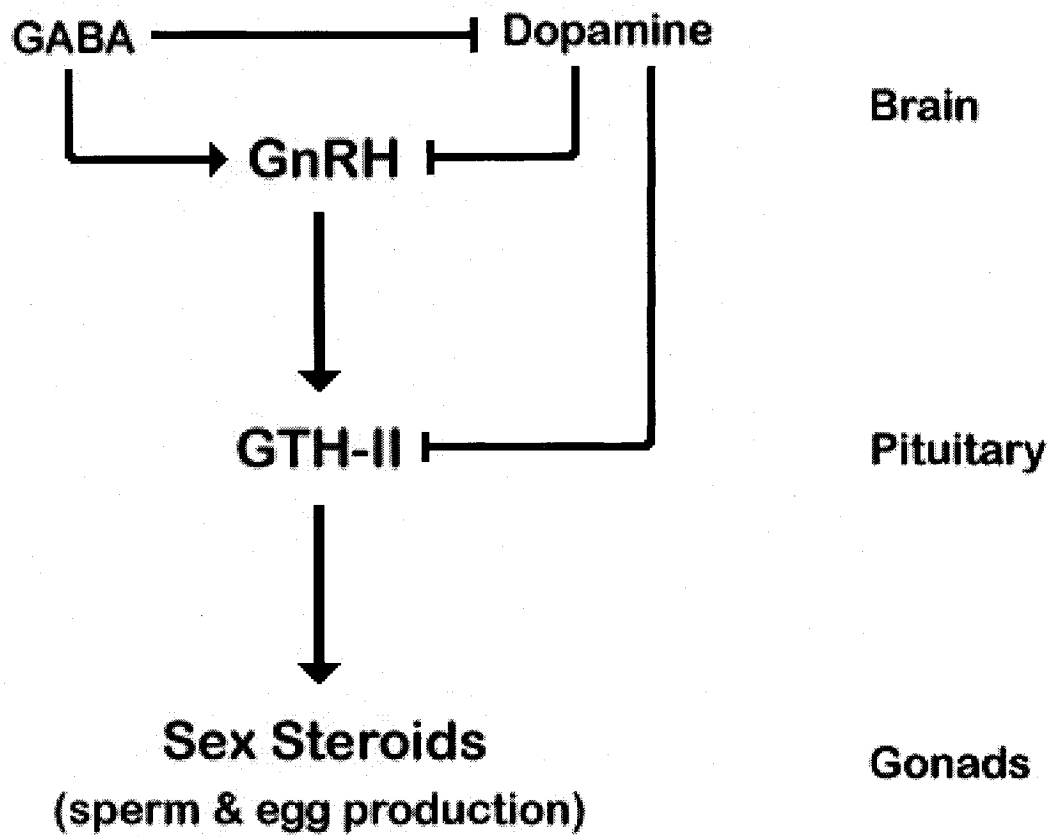 GABA
Dopamine
Brain
GnRH
GTH-II
Pituitary
Sex Steroids
(sperm & egg production)
Gonads